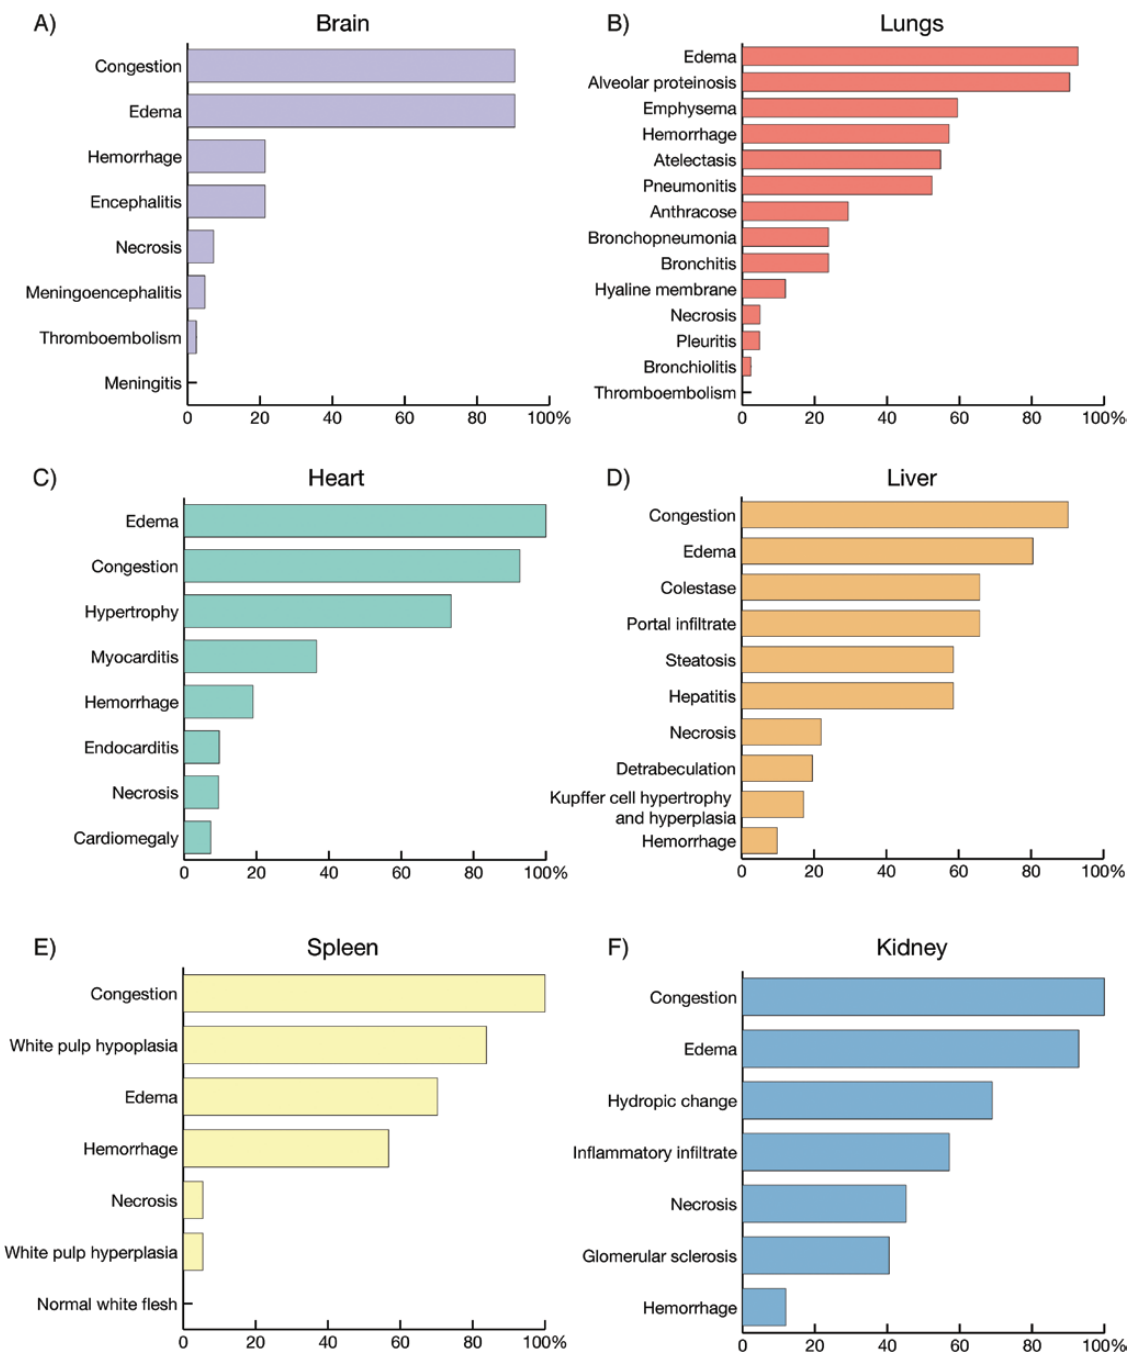 A)
Brain
Congestion
Edema
Hemorrhage
Encephalitis
Necrosis
Meningoencephalitis
Thromboembolism
Meningitis
0 20 40 60 80 100%
B)
Lungs
Edema
Alveolar proteinosis
Emphysema
Hemorrhage
Atelectasis
Pneumonitis
Anthracose
Bronchopneumonia
Bronchitis
Hyaline membrane
Necrosis
Pleuritis
Bronchiolitis
Thromboembolism
0 20 40 60 80 100%
C)
Heart
Edema
Congestion
Hypertrophy
Myocarditis
Hemorrhage
Endocarditis
Necrosis
Cardiomegaly
0 20 40 60 80 100%
D)
Liver
Congestion
Edema
Colestase
Portal infiltrate
Steatosis
Hepatitis
Necrosis
Detrabeculation
Kupffer cell hypertrophy
and hyperplasia
Hemorrhage
0 20 40 60 80 100%
E)
Spleen
Congestion
White pulp hypoplasia
Edema
Hemorrhage
Necrosis
White pulp hyperplasia
Normal white flesh
0 20 40 60 80 100%
F)
Kidney
Congestion
Edema
Hydropic change
Inflammatory infiltrate
Necrosis
Glomerular sclerosis
Hemorrhage
0 20 40 60 80 100%